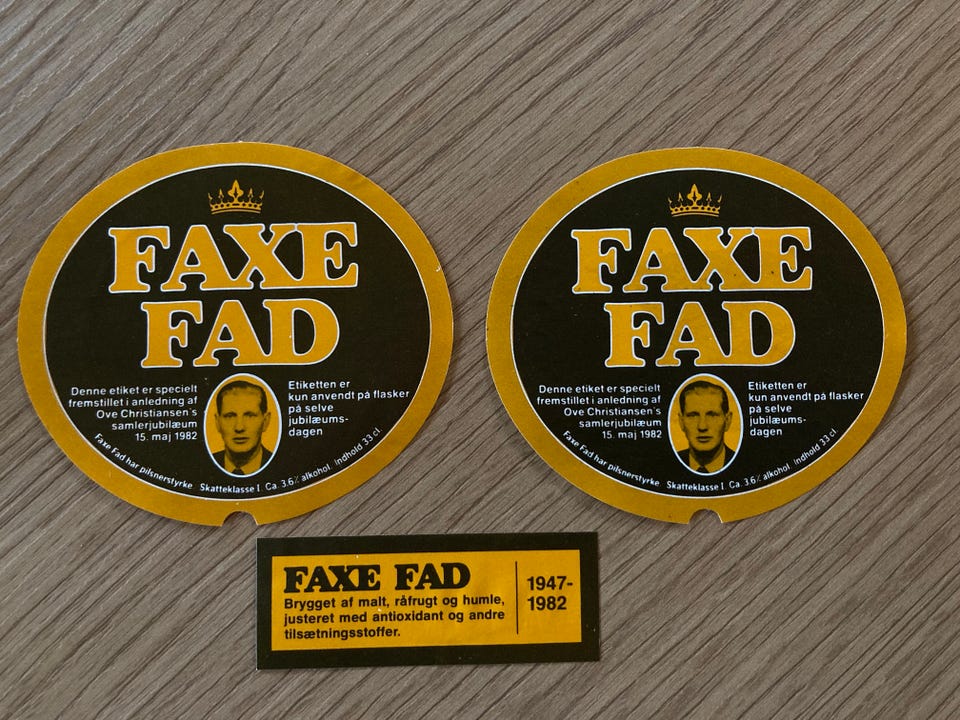 FAXE
FAD
Denne etiket er specielt
fremstillet i anledning af
Ove Christiansen's
samlerjubilæum
15. maj 1982
Etiketten er
kun anvendt på flasker
på selve
jubilæums-
dagen
Faxe Fad har pilsnerstyrke Skatteklasse I. Ca. 3.6% alkohol. Indhold 33 cl.
FAXE
FAD
Denne etiket er specielt
fremstillet i anledning af
Ove Christiansen's
samlerjubilæum
15. maj 1982
Etiketten er
kun anvendt på flasker
på selve
jubilæums-
dagen
Faxe Fad har pilsnerstyrke Skatteklasse I. Ca. 3.6% alkohol. Indhold 33 cl.
FAXE FAD
Brygget af malt, råfrugt og humle,
justeret med antioxidant og andre
tilsætningsstoffer.
1947-
1982